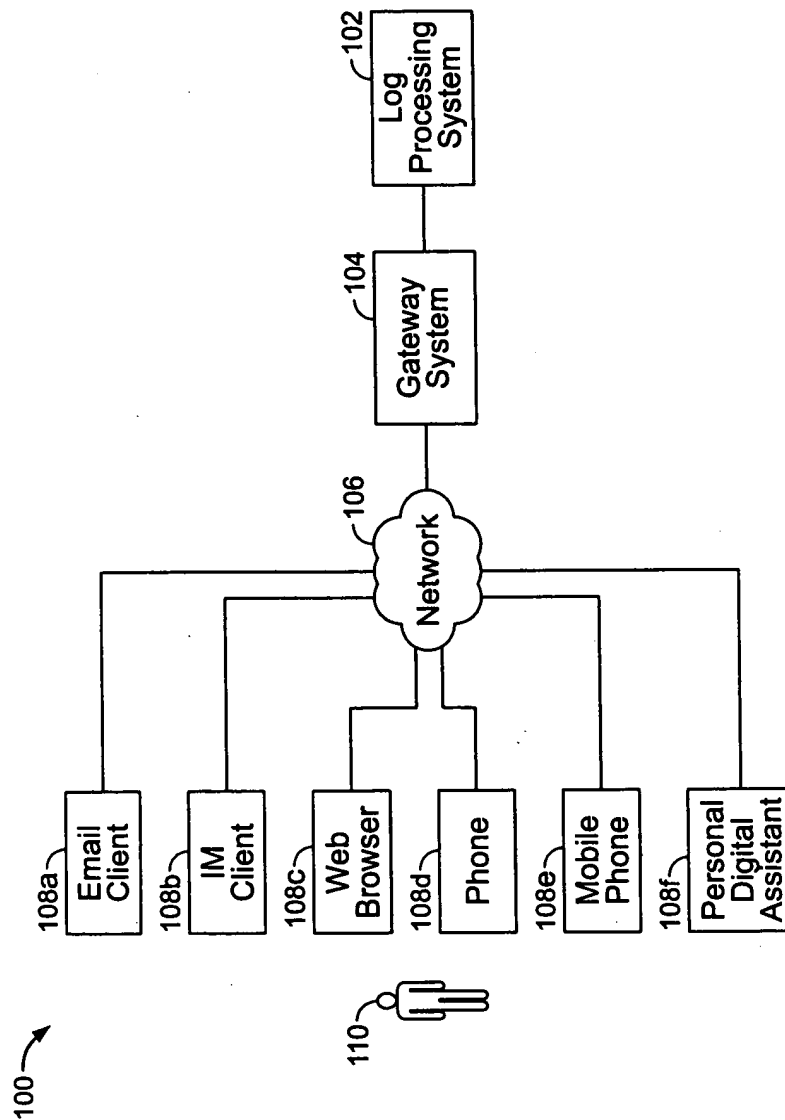 100
110
108a
Email
Client
108b
IM
Client
108c
Web
Browser
108d
Phone
108e
Mobile
Phone
108f
Personal
Digital
Assistant
106
Network
104
Gateway
System
102
Log
Processing
System